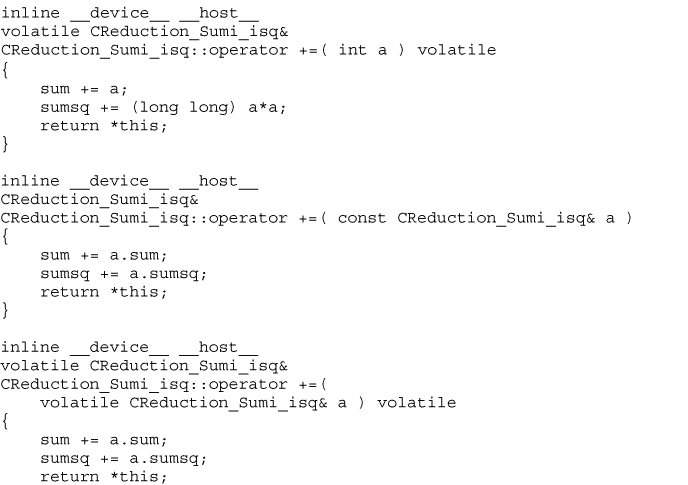 inline __device__ __host__
volatile CReduction_Sumi_isq&
CReduction_Sumi_isq::operator +=( int a ) volatile
{
    sum += a;
    sumsq += (long long) a*a;
    return *this;
}

inline __device__ __host__
CReduction_Sumi_isq&
CReduction_Sumi_isq::operator +=( const CReduction_Sumi_isq& a )
{
    sum += a.sum;
    sumsq += a.sumsq;
    return *this;
}

inline __device__ __host__
volatile CReduction_Sumi_isq&
CReduction_Sumi_isq::operator +=(
    volatile CReduction_Sumi_isq& a ) volatile
{
    sum += a.sum;
    sumsq += a.sumsq;
    return *this;